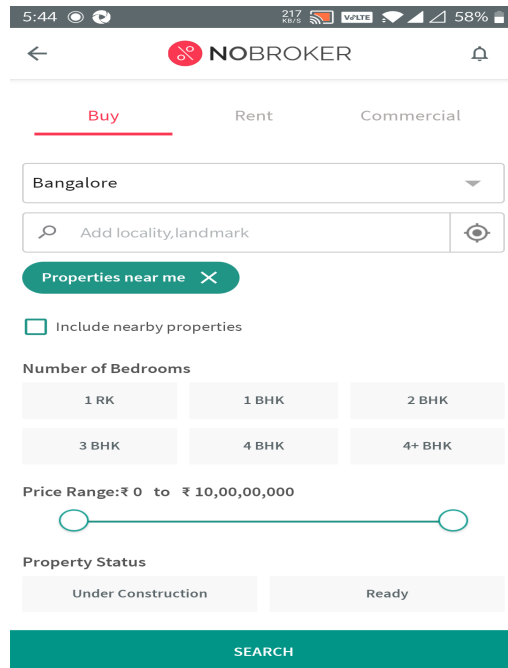 5:44 217 KB/S VoLTE 58%
NOBROKER
Buy Rent Commercial
Bangalore
Add locality,landmark
Properties near me
Include nearby properties
Number of Bedrooms
1 RK 1 BHK 2 BHK
3 BHK 4 BHK 4+ BHK
Price Range:₹ 0 to ₹ 10,00,00,000
Property Status
Under Construction Ready
SEARCH